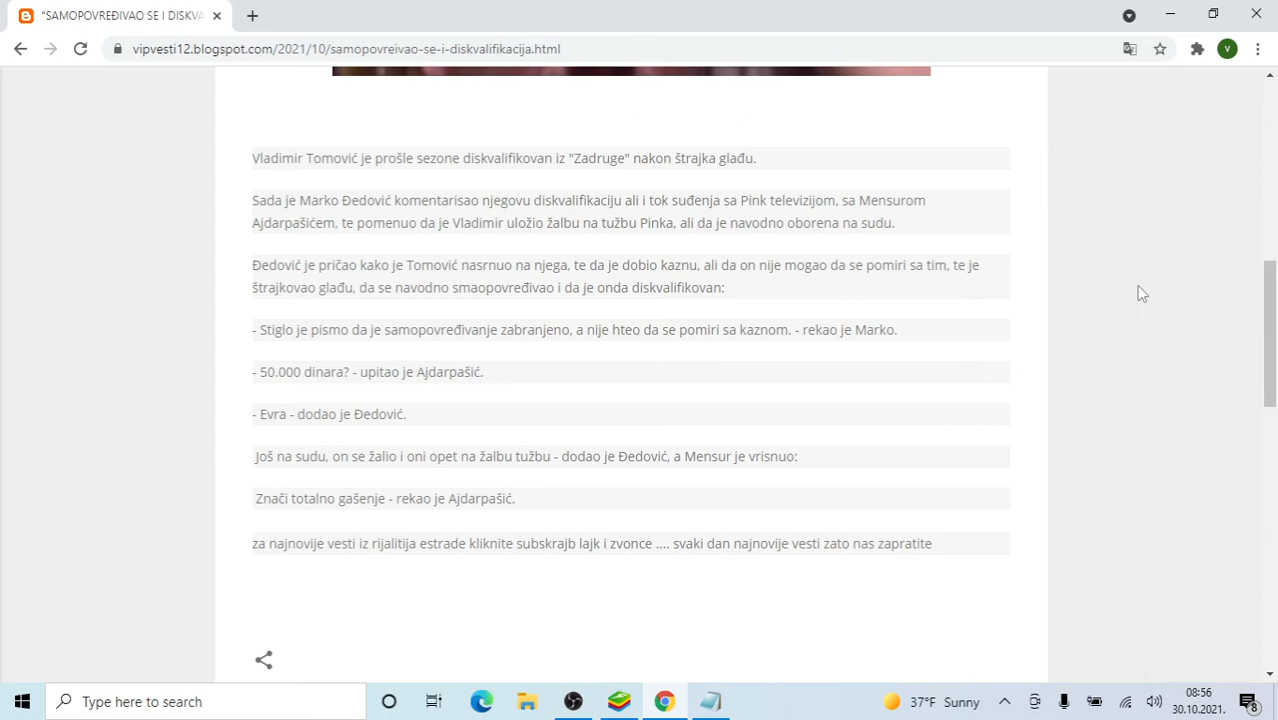 "SAMOPOVREĐIVAO SE I DISKVA
vipvesti12.blogspot.com/2021/10/samopovreivao-se-i-diskvalifikacija.html
V
Vladimir Tomović je prošle sezone diskvalifikovan iz "Zadruge" nakon štrajka glađu.
Sada je Marko Đedović komentarisao njegovu diskvalifikaciju ali i tok suđenja sa Pink televizijom, sa Mensurom
Ajdarpašićem, te pomenuo da je Vladimir uložio žalbu na tužbu Pinka, ali da je navodno oborena na sudu.
Đedović je pričao kako je Tomović nasrnuo na njega, te da je dobio kaznu, ali da on nije mogao da se pomiri sa tim, te je
štrajkovao glađu, da se navodno smaopovređivao i da je onda diskvalifikovan:
- Stiglo je pismo da je samopovređivanje zabranjeno, a nije hteo da se pomiri sa kaznom. - rekao je Marko.
- 50.000 dinara? - upitao je Ajdarpašić.
- Evra - dodao je Đedović.
Još na sudu, on se žalio i oni opet na žalbu tužbu - dodao je Đedović, a Mensur je vrisnuo:
Znači totalno gašenje - rekao je Ajdarpašić.
za najnovije vesti iz rijalitija estrade kliknite subskrajb lajk i zvonce .... svaki dan najnovije vesti zato nas zapratite
Type here to search
37°F Sunny
08:56
30.10.2021.
8